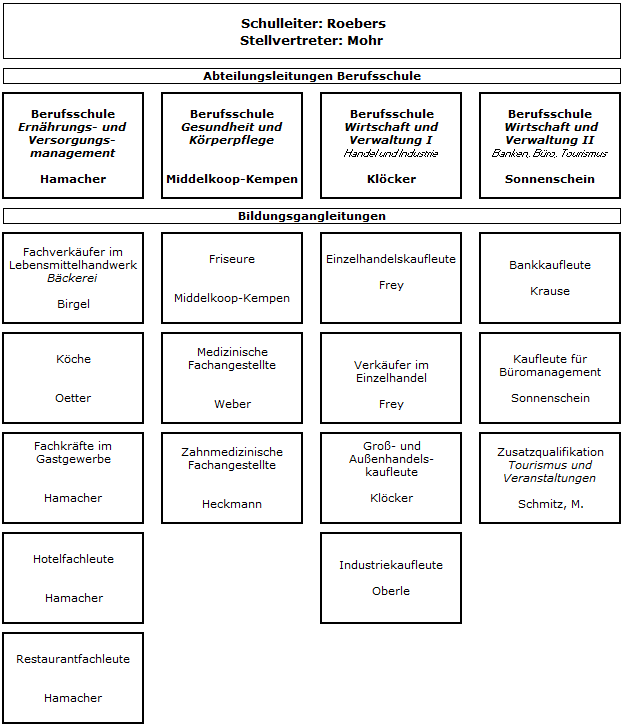 Schulleiter: Roebers
Stellvertreter: Mohr
Abteilungsleitungen Berufsschule
Berufsschule
Ernährungs- und
Versorgungs-
management
Hamacher
Berufsschule
Gesundheit und
Körperpflege
Middelkoop-Kempen
Berufsschule
Wirtschaft und
Verwaltung I
Handel und Industrie
Klöcker
Berufsschule
Wirtschaft und
Verwaltung II
Banken, Büro, Tourismus
Sonnenschein
Bildungsgangleitungen
Fachverkäufer im
Lebensmittelhandwerk
Bäckerei
Birgel
Friseure
Middelkoop-Kempen
Einzelhandelskaufleute
Frey
Bankkaufleute
Krause
Köche
Oetter
Medizinische
Fachangestellte
Weber
Verkäufer im
Einzelhandel
Frey
Kaufleute für
Büromanagement
Sonnenschein
Fachkräfte im
Gastgewerbe
Hamacher
Zahnmedizinische
Fachangestellte
Heckmann
Groß- und
Außenhandels-
kaufleute
Klöcker
Zusatzqualifikation
Tourismus und
Veranstaltungen
Schmitz, M.
Hotelfachleute
Hamacher
Industriekaufleute
Oberle
Restaurantfachleute
Hamacher